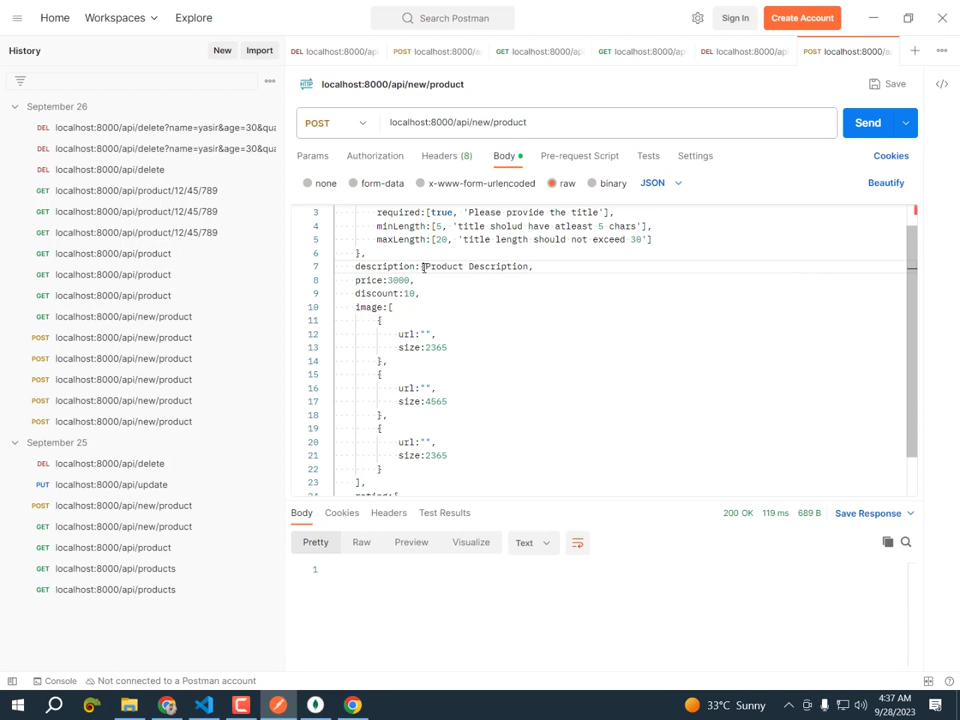 Home
Workspaces
Explore
Search Postman
Sign In
Create Account
History
New
Import
DEL localhost:8000/api
POST localhost:8000/a
GET localhost:8000/api
GET localhost:8000/api
DEL localhost:8000/api
POST localhost:8000/a
localhost:8000/api/new/product
Save
September 26
POST
localhost:8000/api/new/product
Send
DEL localhost:8000/api/delete?name=yasir&age=30&qua
DEL localhost:8000/api/delete?name=yasir&age=30&qua
DEL localhost:8000/api/delete
GET localhost:8000/api/product/12/45/789
GET localhost:8000/api/product/12/45/789
GET localhost:8000/api/product/12/45/789
GET localhost:8000/api/product
GET localhost:8000/api/product
GET localhost:8000/api/product
GET localhost:8000/api/new/product
POST localhost:8000/api/new/product
POST localhost:8000/api/new/product
POST localhost:8000/api/new/product
POST localhost:8000/api/new/product
POST localhost:8000/api/new/product
September 25
DEL localhost:8000/api/delete
PUT localhost:8000/api/update
POST localhost:8000/api/new/product
GET localhost:8000/api/new/product
GET localhost:8000/api/product
GET localhost:8000/api/products
GET localhost:8000/api/products
Params
Authorization
Headers (8)
Body
Pre-request Script
Tests
Settings
Cookies
none
form-data
x-www-form-urlencoded
raw
binary
JSON
Beautify
3 required:[true, 'Please provide the title'],
4 minLength:[5, 'title sholud have atleast 5 chars'],
5 maxLength:[20, 'title length should not exceed 30']
6 },
7 description: Product Description,
8 price:3000,
9 discount:10,
10 image:[
11 {
12 url:"",
13 size:2365
14 },
15 {
16 url:"",
17 size:4565
18 },
19 {
20 url:"",
21 size:2365
22 }
23 ],
24 rating:[
Body
Cookies
Headers
Test Results
200 OK
119 ms
689 B
Save Response
Pretty
Raw
Preview
Visualize
Text
1
Console
Not connected to a Postman account
33°C Sunny
4:37 AM
9/28/2023